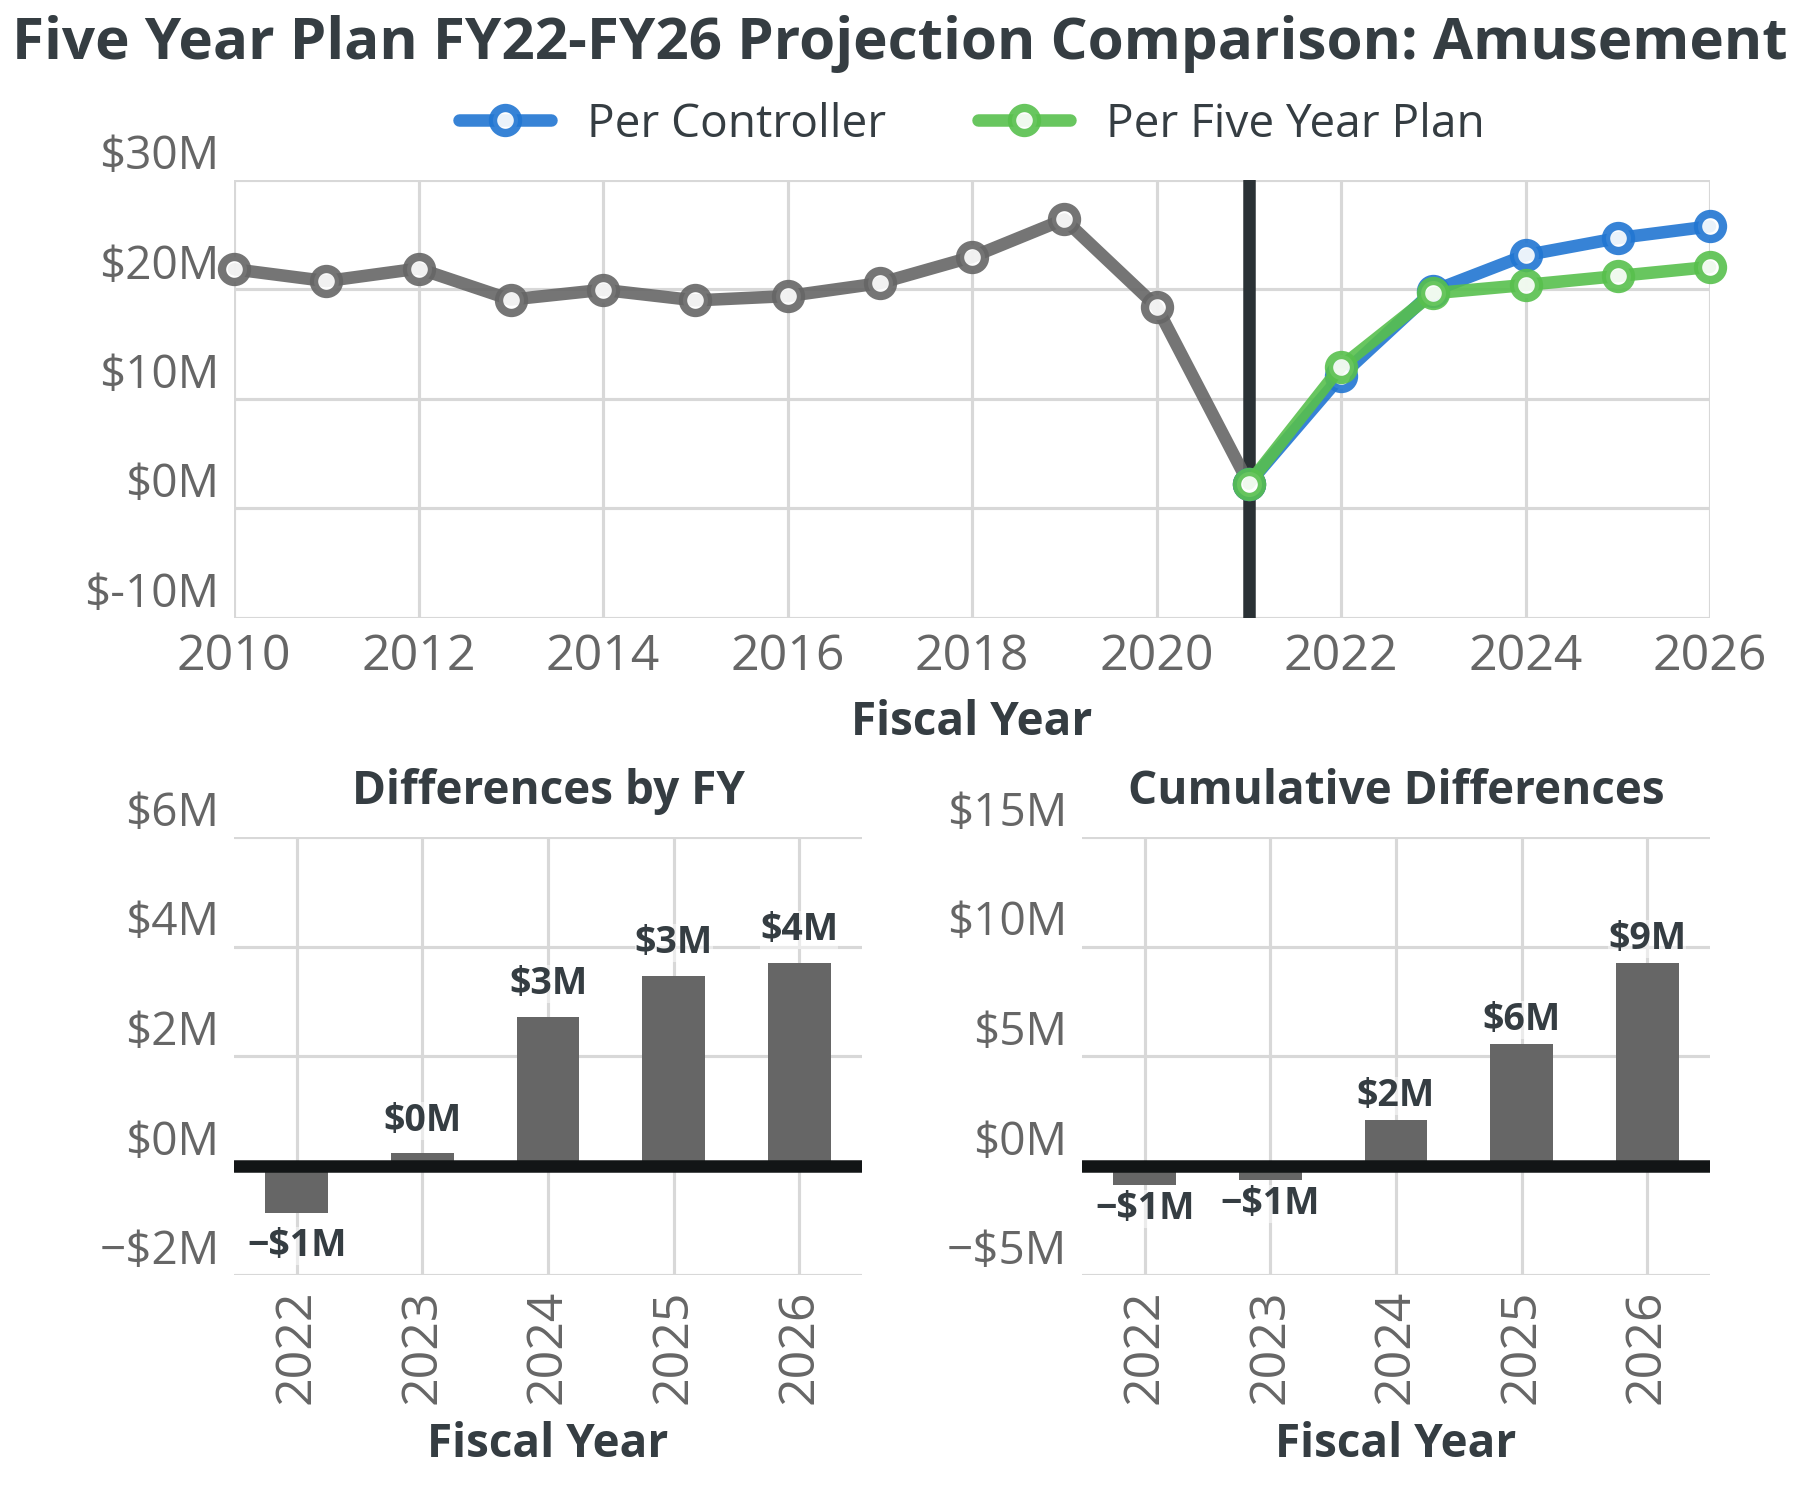 Five Year Plan FY22-FY26 Projection Comparison: Amusement
Per Controller
Per Five Year Plan
$30M
$20M
$10M
$0M
$-10M
2010
2012
2014
2016
2018
2020
2022
2024
2026
Fiscal Year
Differences by FY
$6M
$4M
$2M
$0M
−$2M
−$1M
$0M
$3M
$3M
$4M
2022
2023
2024
2025
2026
Fiscal Year
Cumulative Differences
$15M
$10M
$5M
$0M
−$5M
−$1M
−$1M
$2M
$6M
$9M
2022
2023
2024
2025
2026
Fiscal Year